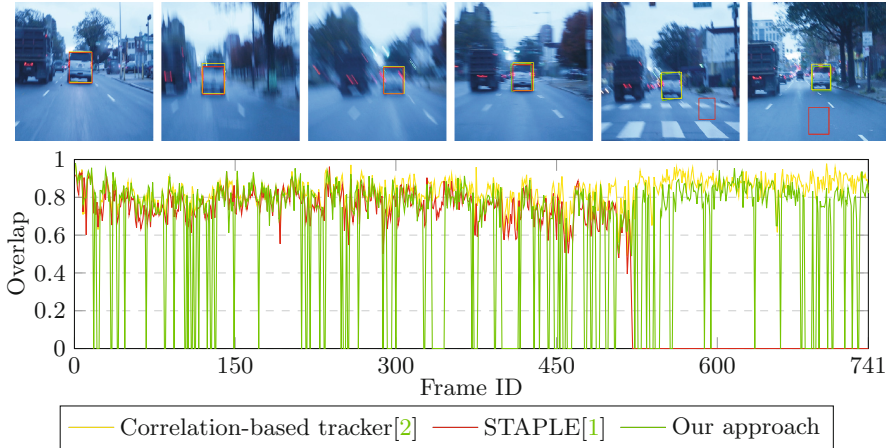 1
0.8
0.6
0.4
0.2
0
Overlap
0 150 300 450 600 741
Frame ID
Correlation-based tracker[2] STAPLE[1] Our approach